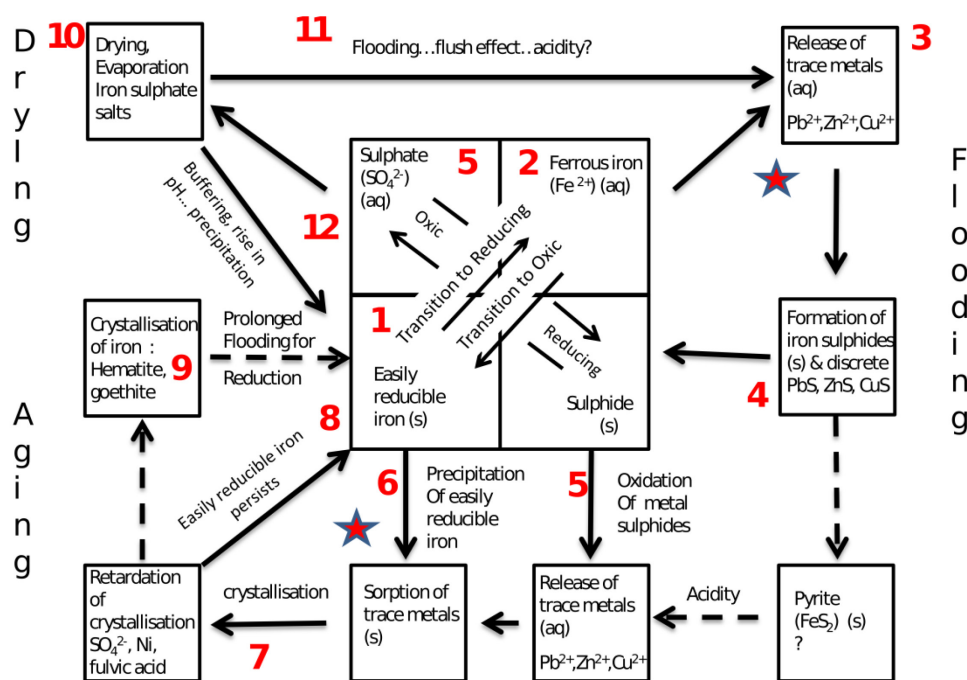 10
Drying,
Evaporation
Iron sulphate
salts
11
Flooding...flush effect..acidity?
3
Release of
trace metals
(aq)
Pb²⁺,Zn²⁺,Cu²⁺
D
r
y
I
n
g
F
l
o
o
d
i
n
g
Buffering, rise in
pH... precipitation
12
Sulphate
(SO₄²⁻)
(aq)
5
2
Ferrous iron
(Fe ²⁺) (aq)
Oxic
Transition to Reducing
Transition to Oxic
Reducing
1
Easily
reducible
iron (s)
Sulphide
(s)
Crystallisation
of iron :
Hematite,
goethite
9
Prolonged
Flooding for
Reduction
8
Formation of
iron sulphides
(s) & discrete
PbS, ZnS, CuS
4
A
g
i
n
g
Easily reducible iron
persists
6
Precipitation
Of easily
reducible
iron
5
Oxidation
Of metal
sulphides
Retardation
of
crystallisation
SO₄²⁻, Ni,
fulvic acid
crystallisation
7
Sorption of
trace metals
(s)
Release of
trace metals
(aq)
Pb²⁺,Zn²⁺,Cu²⁺
Acidity
Pyrite
(FeS₂) (s)
?